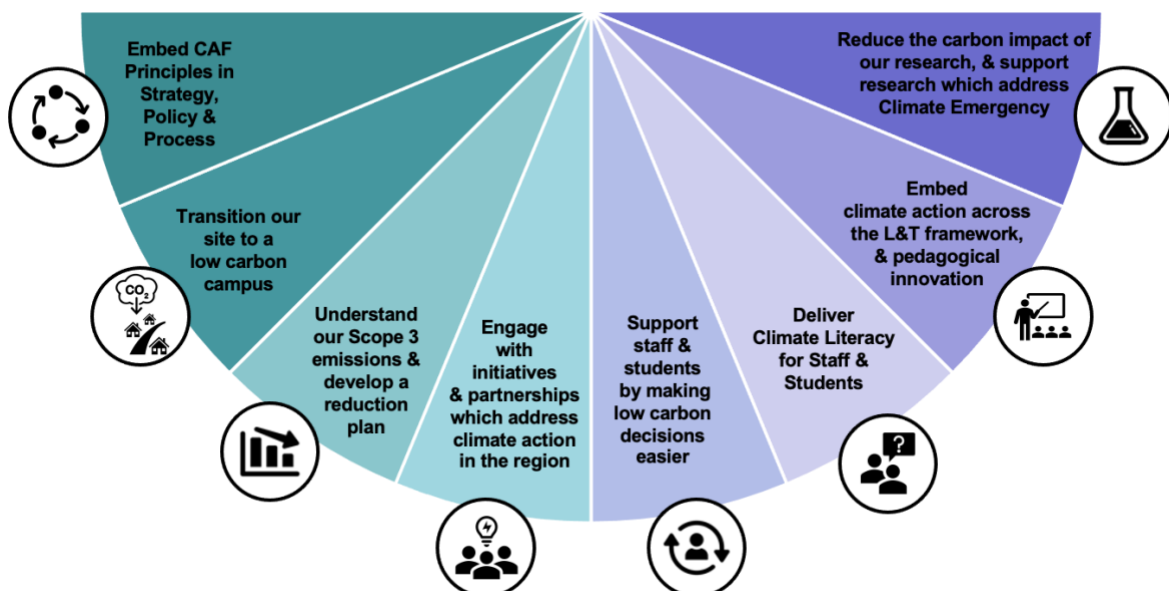 Embed CAF
Principles in
Strategy,
Policy &
Process
Transition our
site to a
low carbon
campus
CO2
Understand
our Scope 3
emissions &
develop a
reduction
plan
Engage
with
initiatives
& partnerships
which address
climate action
in the region
Support
staff &
students
by making
low carbon
decisions
easier
Deliver
Climate Literacy
for Staff &
Students
?
Embed
climate action across
the L&T framework,
& pedagogical
innovation
Reduce the carbon impact of
our research, & support
research which address
Climate Emergency